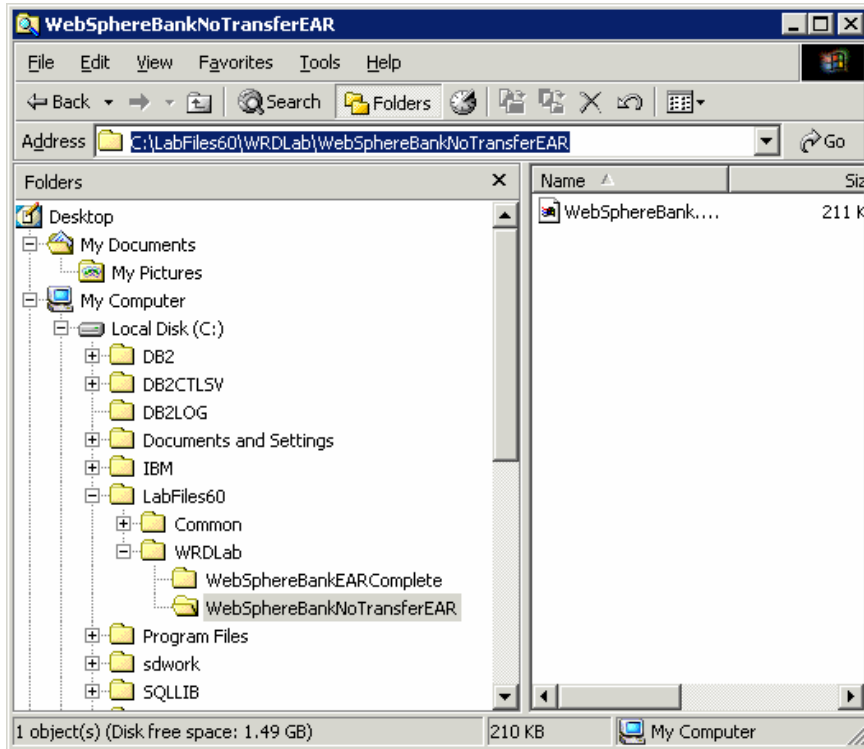 WebSphereBankNoTransferEAR
File Edit View Favorites Tools Help
Back Search Folders
Address C:\LabFiles60\WRDLab\WebSphereBankNoTransferEAR Go
Folders Name Siz
Desktop WebSphereBank.... 211 K
My Documents
My Pictures
My Computer
Local Disk (C:)
DB2
DB2CTLSV
DB2LOG
Documents and Settings
IBM
LabFiles60
Common
WRDLab
WebSphereBankEARComplete
WebSphereBankNoTransferEAR
Program Files
sdwork
SQLLIB
1 object(s) (Disk free space: 1.49 GB) 210 KB My Computer